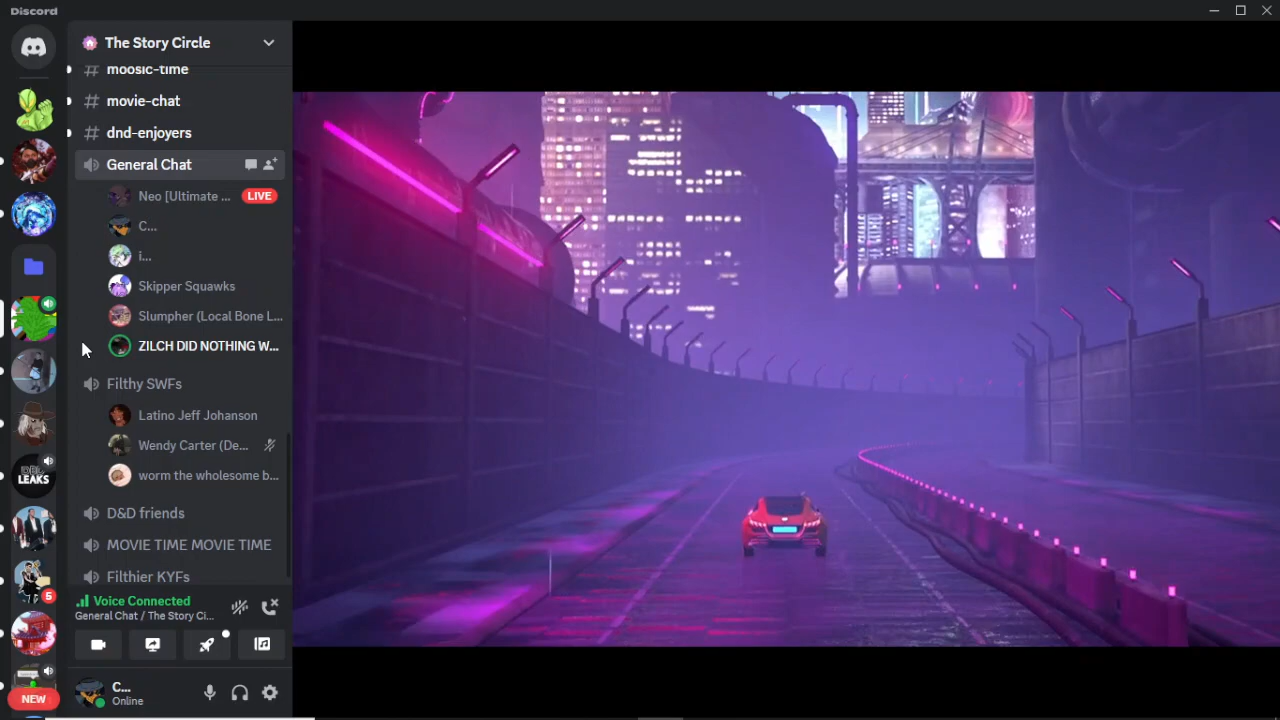 Discord
The Story Circle
moosic-time
movie-chat
dnd-enjoyers
General Chat
Neo [Ultimate ...
LIVE
C...
i...
Skipper Squawks
Slumpher (Local Bone L...
ZILCH DID NOTHING W...
Filthy SWFs
Latino Jeff Johanson
Wendy Carter (De...
worm the wholesome b...
LEAKS
D&D friends
MOVIE TIME MOVIE TIME
Filthier KYFs
5
Voice Connected
General Chat / The Story Ci...
NEW
C...
Online